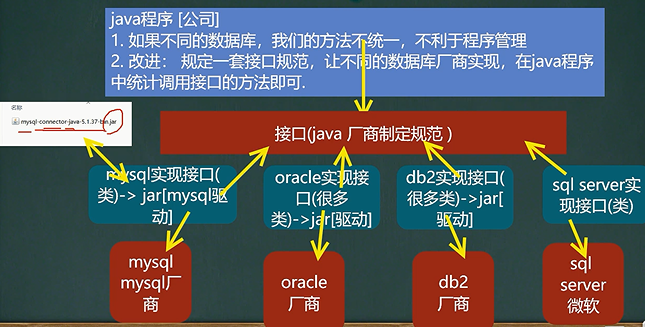 java程序 [公司]
1. 如果不同的数据库，我们的方法不统一，不利于程序管理
2. 改进： 规定一套接口规范，让不同的数据库厂商实现，在java程序
中统计调用接口的方法即可.
名称
mysql-connector-java-5.1.37-bin.jar
接口(java 厂商制定规范 )
mysql实现接口(
类)-> jar[mysql驱
动]
oracle实现接
口(很多
类)->jar[驱动]
db2实现接口(
很多类)->jar[
驱动]
sql server实
现接口(类)
mysql
mysql厂
商
oracle
厂商
db2
厂商
sql
server
微软